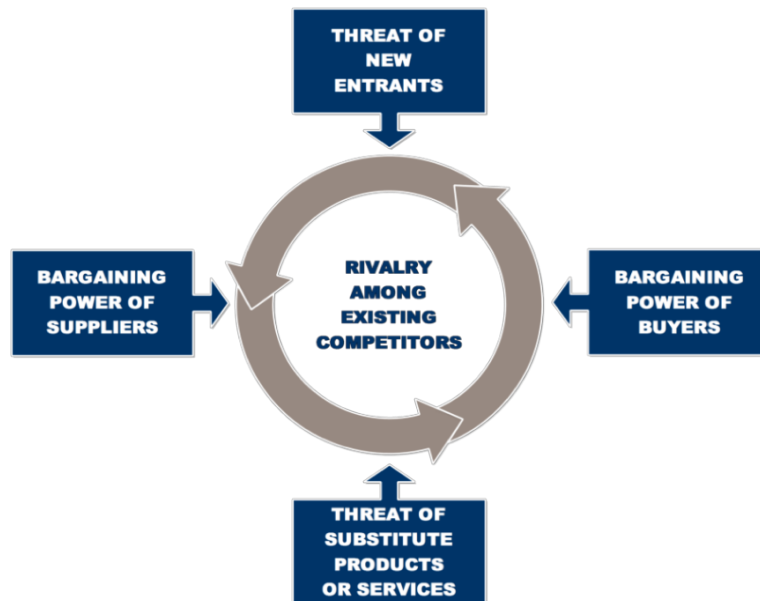 THREAT OF
NEW
ENTRANTS
BARGAINING
POWER OF
SUPPLIERS
RIVALRY
AMONG
EXISTING
COMPETITORS
BARGAINING
POWER OF
BUYERS
THREAT OF
SUBSTITUTE
PRODUCTS
OR SERVICES